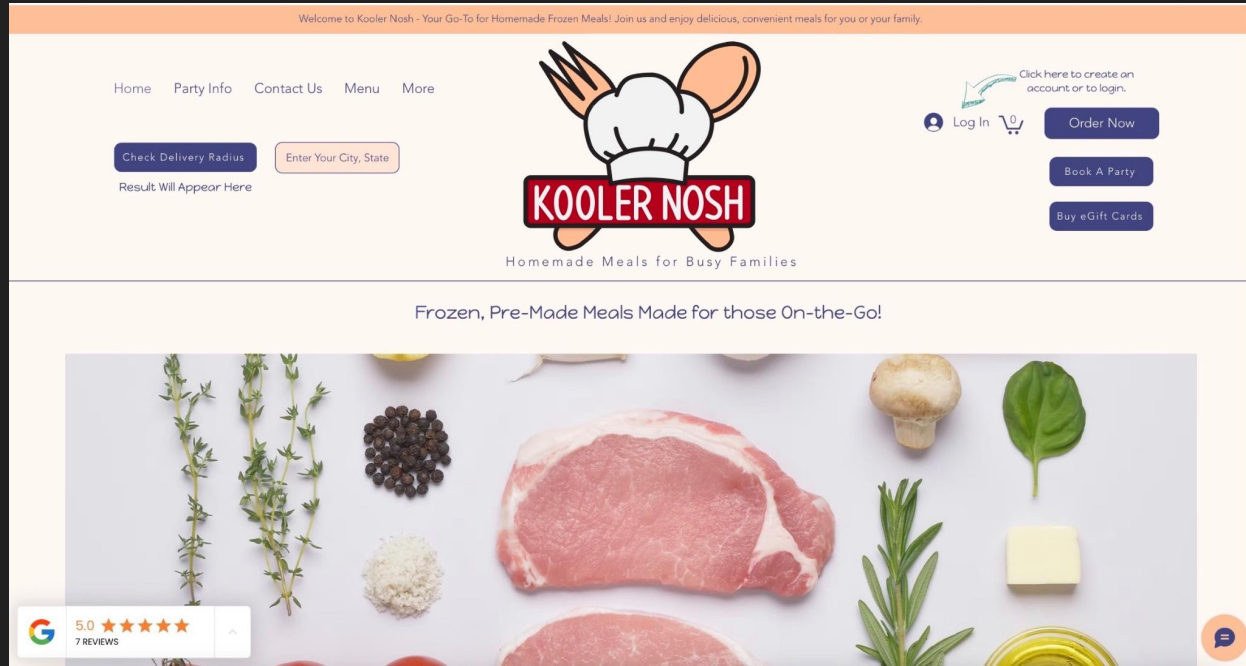 Welcome to Kooler Nosh - Your Go-To for Homemade Frozen Meals! Join us and enjoy delicious, convenient meals for you or your family.
Home Party Info Contact Us Menu More
Click here to create an
account or to login.
Log In 0 Order Now
Check Delivery Radius Enter Your City, State
Result Will Appear Here
Book A Party
Buy eGift Cards
KOOLER NOSH
Homemade Meals for Busy Families
Frozen, Pre-Made Meals Made for those On-the-Go!
G 5.0
7 REVIEWS